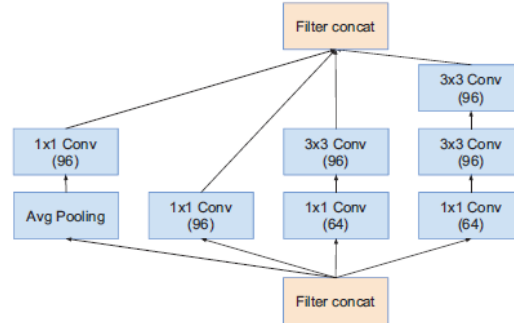 Filter concat
3x3 Conv
(96)
1x1 Conv
(96)
3x3 Conv
(96)
3x3 Conv
(96)
Avg Pooling
1x1 Conv
(96)
1x1 Conv
(64)
1x1 Conv
(64)
Filter concat